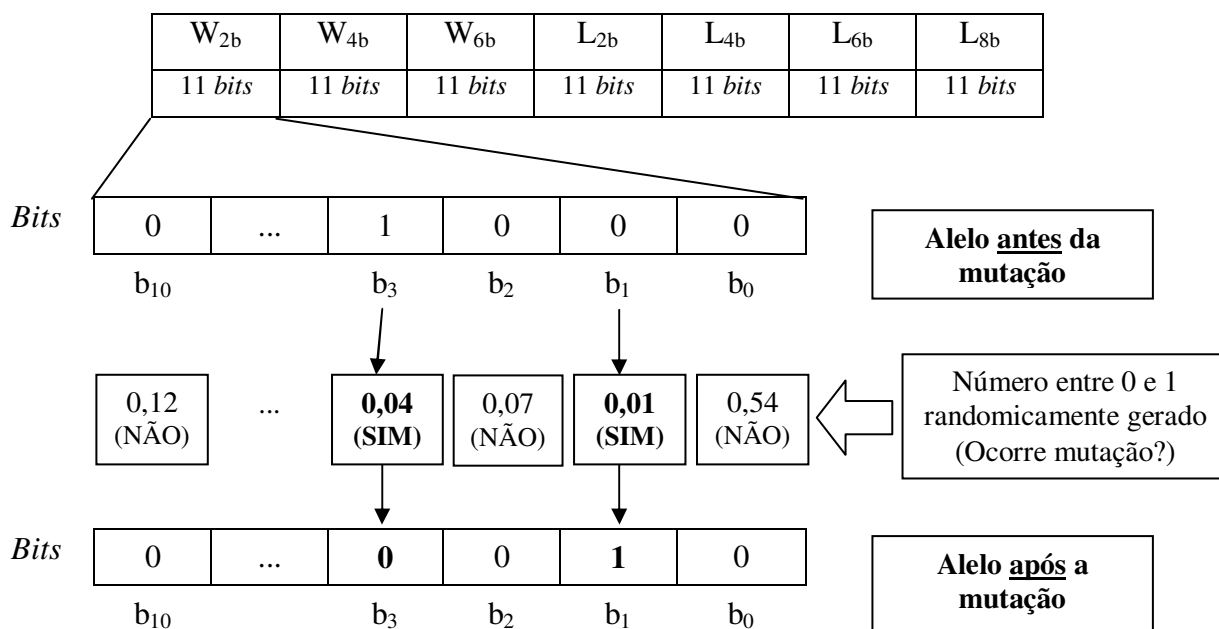 W2b W4b W6b L2b L4b L6b L8b
11 bits 11 bits 11 bits 11 bits 11 bits 11 bits 11 bits
Bits 0 ... 1 0 0 0
b10 b3 b2 b1 b0
Alelo antes da
mutação
0,12 ... 0,04 0,07 0,01 0,54
(NÃO) (SIM) (NÃO) (SIM) (NÃO)
Número entre 0 e 1
randomicamente gerado
(Ocorre mutação?)
Bits 0 ... 0 0 1 0
b10 b3 b2 b1 b0
Alelo após a
mutação